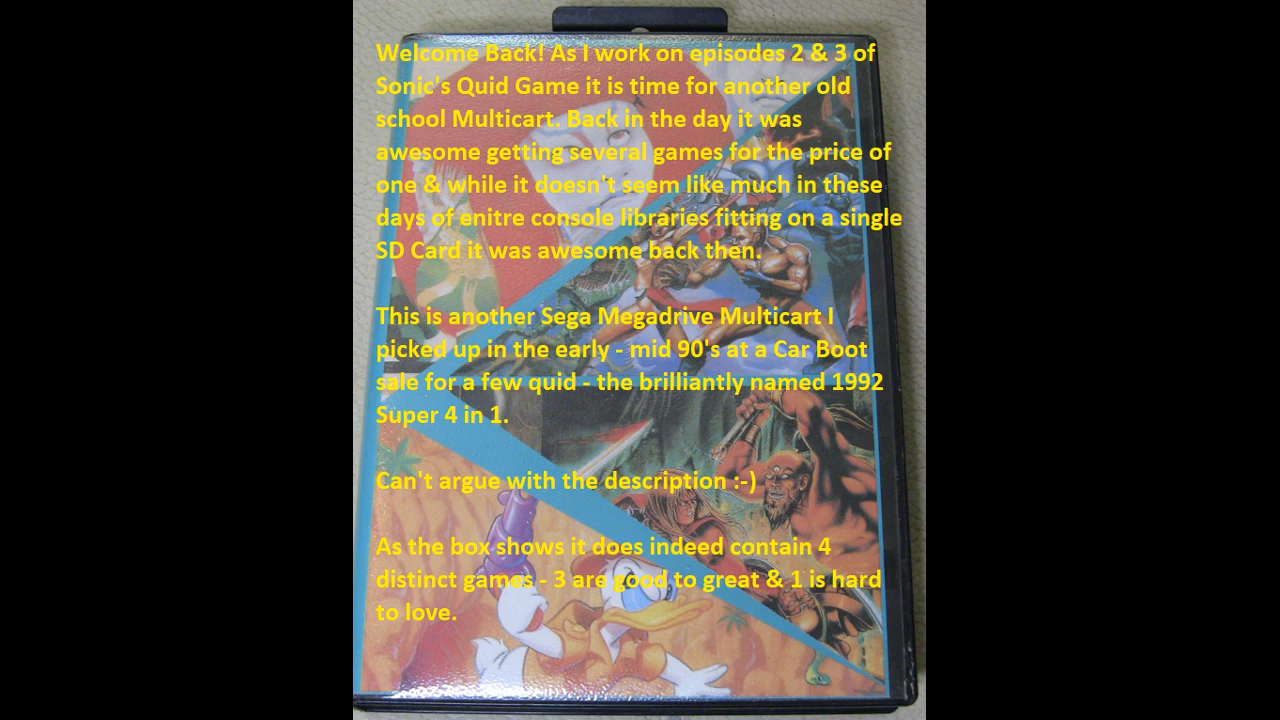 Welcome Back! As I work on episodes 2 & 3 of
Sonic's Quid Game it is time for another old
school Multicart. Back in the day it was
awesome getting several games for the price of
one & while it doesn't seem like much in these
days of enitre console libraries fitting on a single
SD Card it was awesome back then.
This is another Sega Megadrive Multicart I
picked up in the early - mid 90's at a Car Boot
sale for a few quid - the brilliantly named 1992
Super 4 in 1.
Can't argue with the description :-)
As the box shows it does indeed contain 4
distinct games - 3 are good to great & 1 is hard
to love.